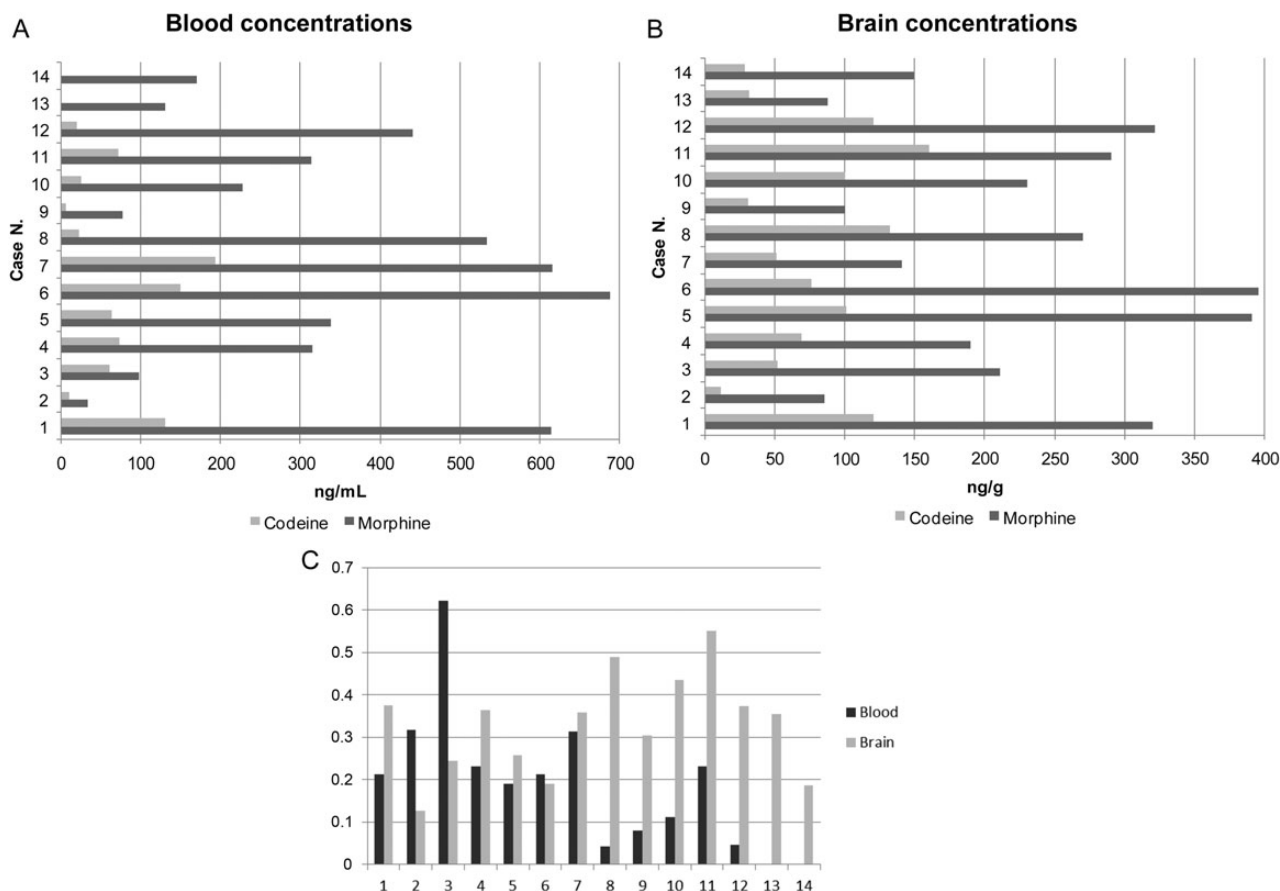 A
Blood concentrations
14
13
12
11
10
9
8
7
6
5
4
3
2
1
Case N.
0 100 200 300 400 500 600 700
ng/mL
Codeine Morphine
B
Brain concentrations
14
13
12
11
10
9
8
7
6
5
4
3
2
1
Case N.
0 50 100 150 200 250 300 350 400
ng/g
Codeine Morphine
C
0.7
0.6
0.5
0.4
0.3
0.2
0.1
0
1 2 3 4 5 6 7 8 9 10 11 12 13 14
Blood
Brain